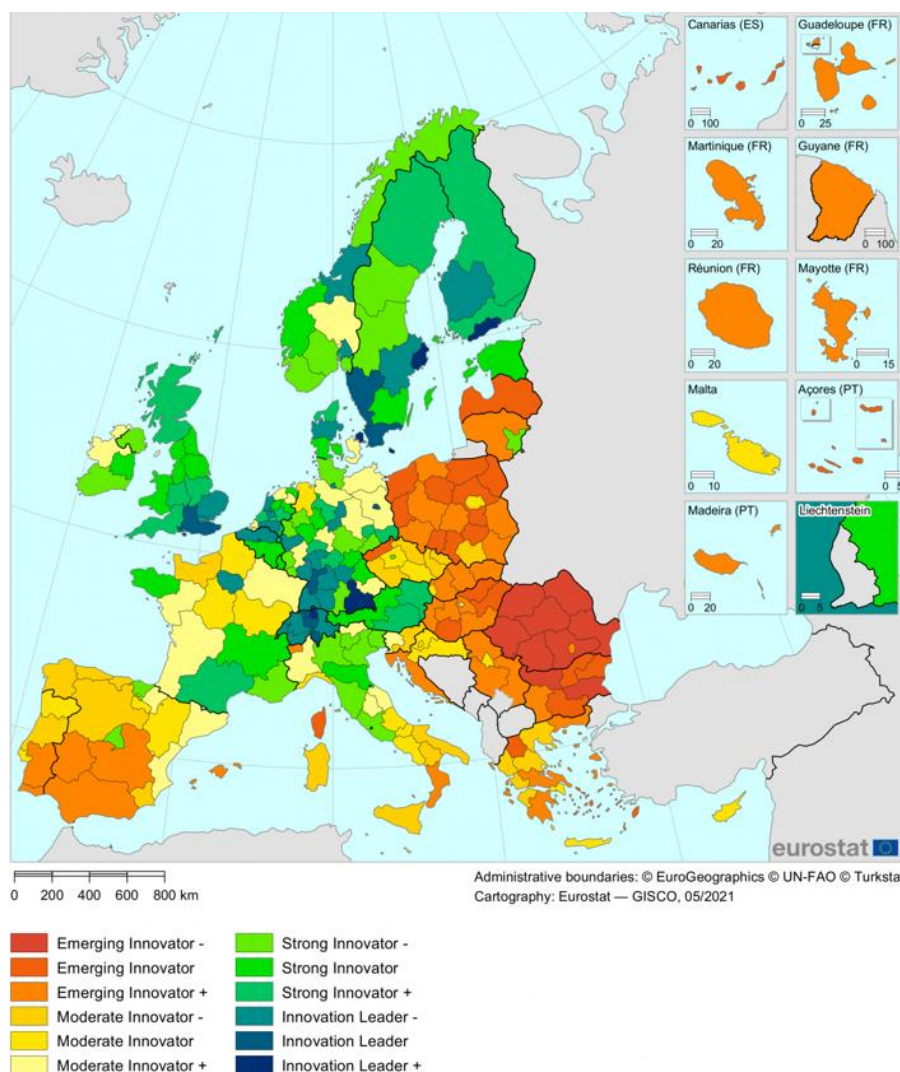 Canarias (ES)
0 100
Guadeloupe (FR)
0 25
Martinique (FR)
0 20
Guyane (FR)
0 100
Réunion (FR)
0 20
Mayotte (FR)
0 15
Malta
0 10
Açores (PT)
0 5
Madeira (PT)
0 20
Liechtenstein
0 5
eurostat
0 200 400 600 800 km
Administrative boundaries: © EuroGeographics © UN-FAO © Turksta
Cartography: Eurostat — GISCO, 05/2021
Emerging Innovator -
Emerging Innovator
Emerging Innovator +
Moderate Innovator -
Moderate Innovator
Moderate Innovator +
Strong Innovator -
Strong Innovator
Strong Innovator +
Innovation Leader -
Innovation Leader
Innovation Leader +